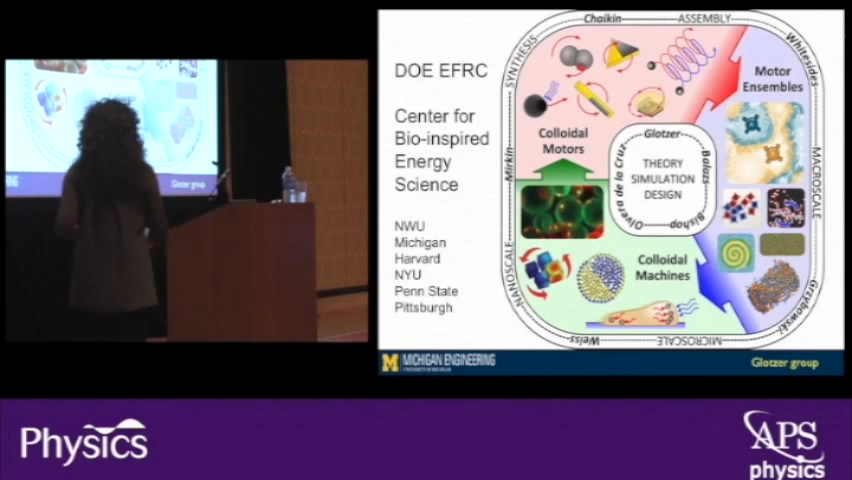 DOE EFRC
Center for
Bio-inspired
Energy
Science
NWU
Michigan
Harvard
NYU
Penn State
Pittsburgh
Chaikin
ASSEMBLY
SYNTHESIS
Whitesides
Motor
Ensembles
Colloidal
Motors
Glotzer
Mirkin
Olvera de la Cruz
THEORY
SIMULATION
DESIGN
Balazs
Bishop
MACROSCALE
Colloidal
Machines
NANOSCALE
Grzybowski
Weiss
MICROSCALE
M MICHIGAN ENGINEERING
Glotzer group
Glotzer group
Physics
APS
physics